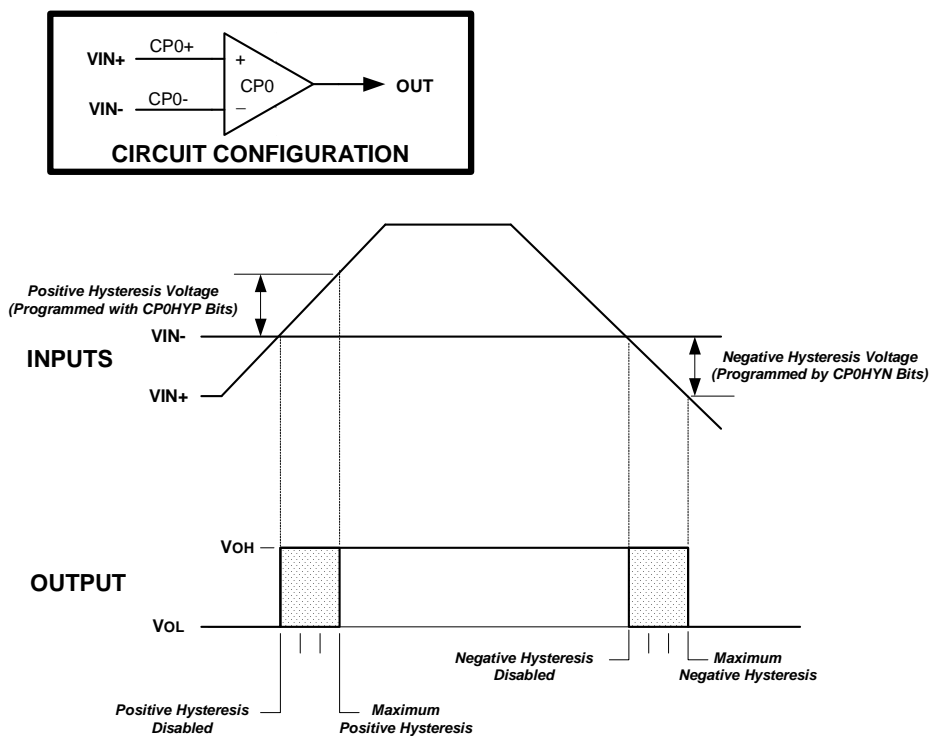 VIN+
CP0+
+
CP0
OUT
VIN-
CP0-
_
CIRCUIT CONFIGURATION
Positive Hysteresis Voltage
(Programmed with CP0HYP Bits)
VIN-
INPUTS
Negative Hysteresis Voltage
(Programmed by CP0HYN Bits)
VIN+
VOH
OUTPUT
VOL
Negative Hysteresis
Disabled
Maximum
Negative Hysteresis
Positive Hysteresis
Disabled
Maximum
Positive Hysteresis